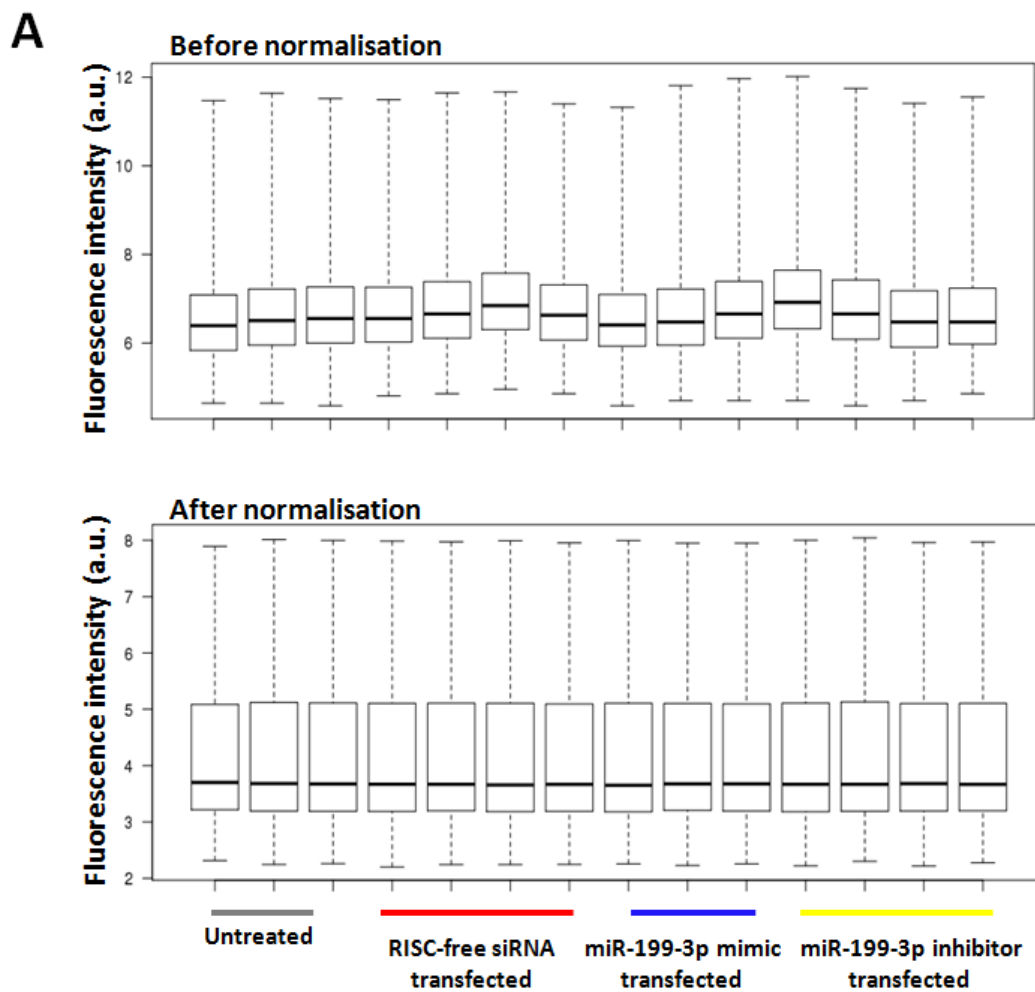 A
Before normalisation
Fluorescence intensity (a.u.)
12
10
8
6
After normalisation
Fluorescence intensity (a.u.)
8
7
6
5
4
3
2
Untreated
RISC-free siRNA
transfected
miR-199-3p mimic
transfected
miR-199-3p inhibitor
transfected